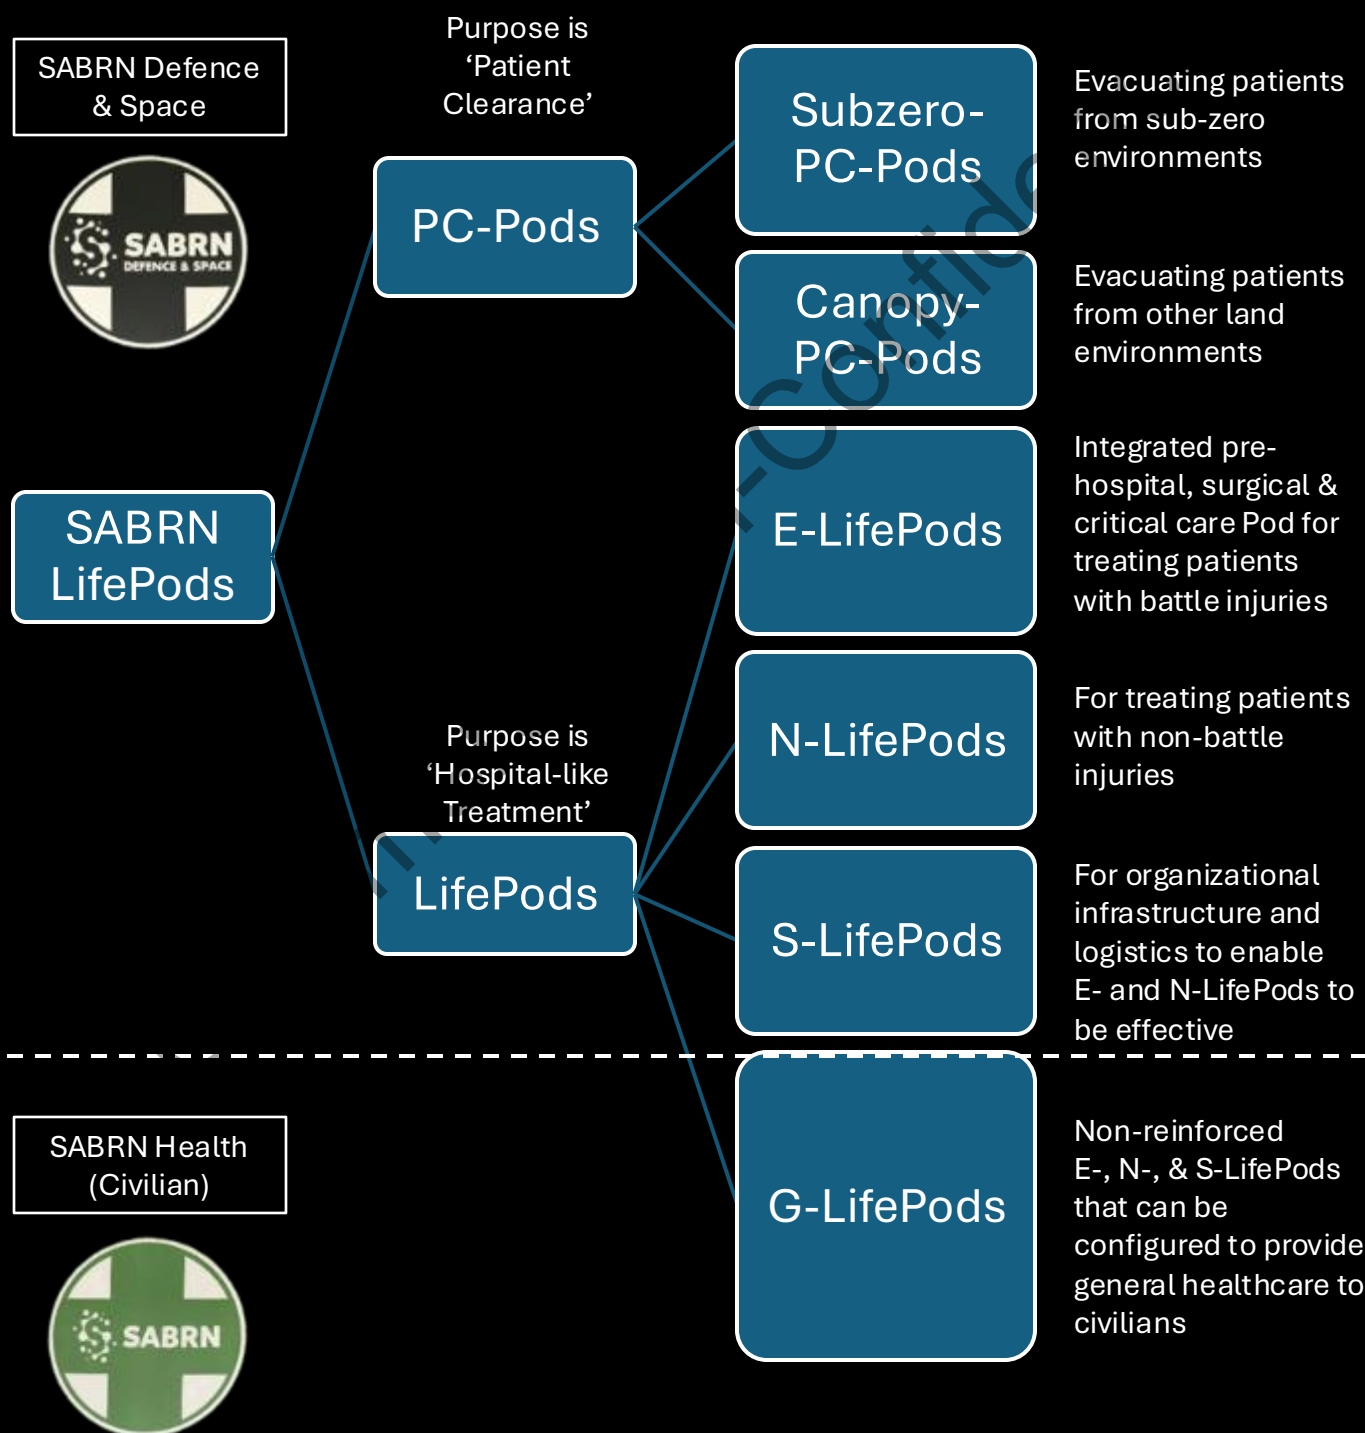 SABRN Defence
& Space
SABRN
DEFENCE & SPACE
Purpose is
‘Patient
Clearance’
PC-Pods
Subzero-
PC-Pods
Evacuating patients
from sub-zero
environments
Canopy-
PC-Pods
Evacuating patients
from other land
environments
SABRN
LifePods
E-LifePods
Integrated pre-
hospital, surgical &
critical care Pod for
treating patients
with battle injuries
N-LifePods
For treating patients
with non-battle
injuries
Purpose is
‘Hospital-like
Treatment’
LifePods
S-LifePods
For organizational
infrastructure and
logistics to enable
E- and N-LifePods to
be effective
SABRN Health
(Civilian)
SABRN
G-LifePods
Non-reinforced
E-, N-, & S-LifePods
that can be
configured to provide
general healthcare to
civilians